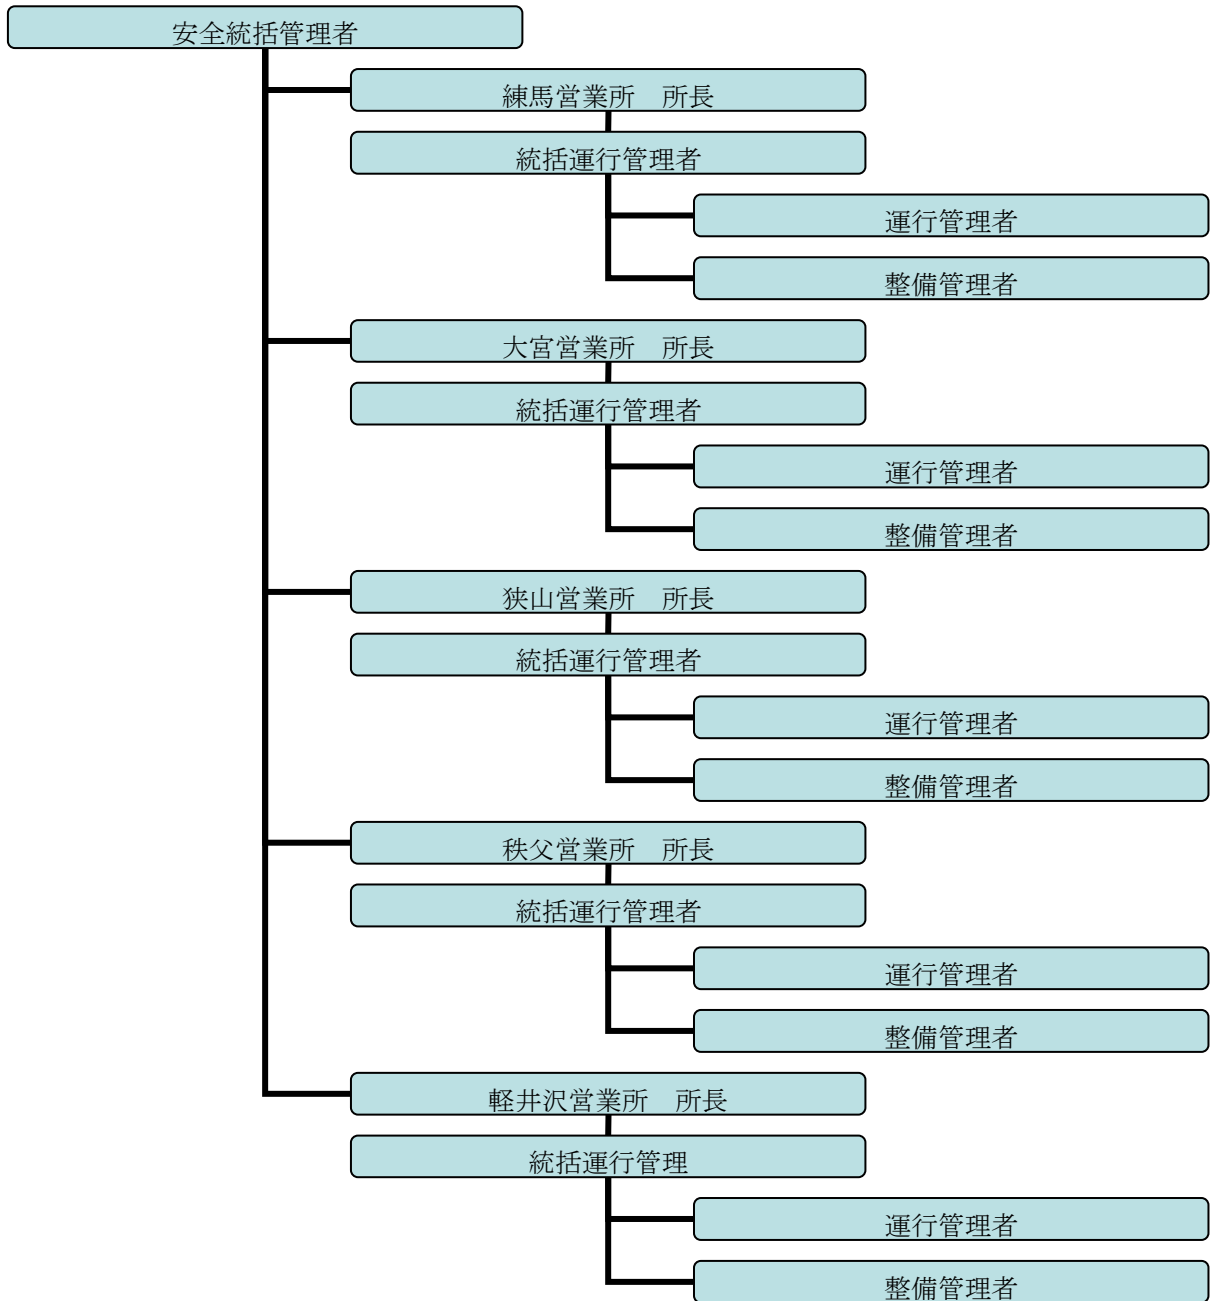 安全統括管理者
練馬営業所　所長
統括運行管理者
運行管理者
整備管理者
大宮営業所　所長
統括運行管理者
運行管理者
整備管理者
狭山営業所　所長
統括運行管理者
運行管理者
整備管理者
秩父営業所　所長
統括運行管理者
運行管理者
整備管理者
軽井沢営業所　所長
統括運行管理
運行管理者
整備管理者